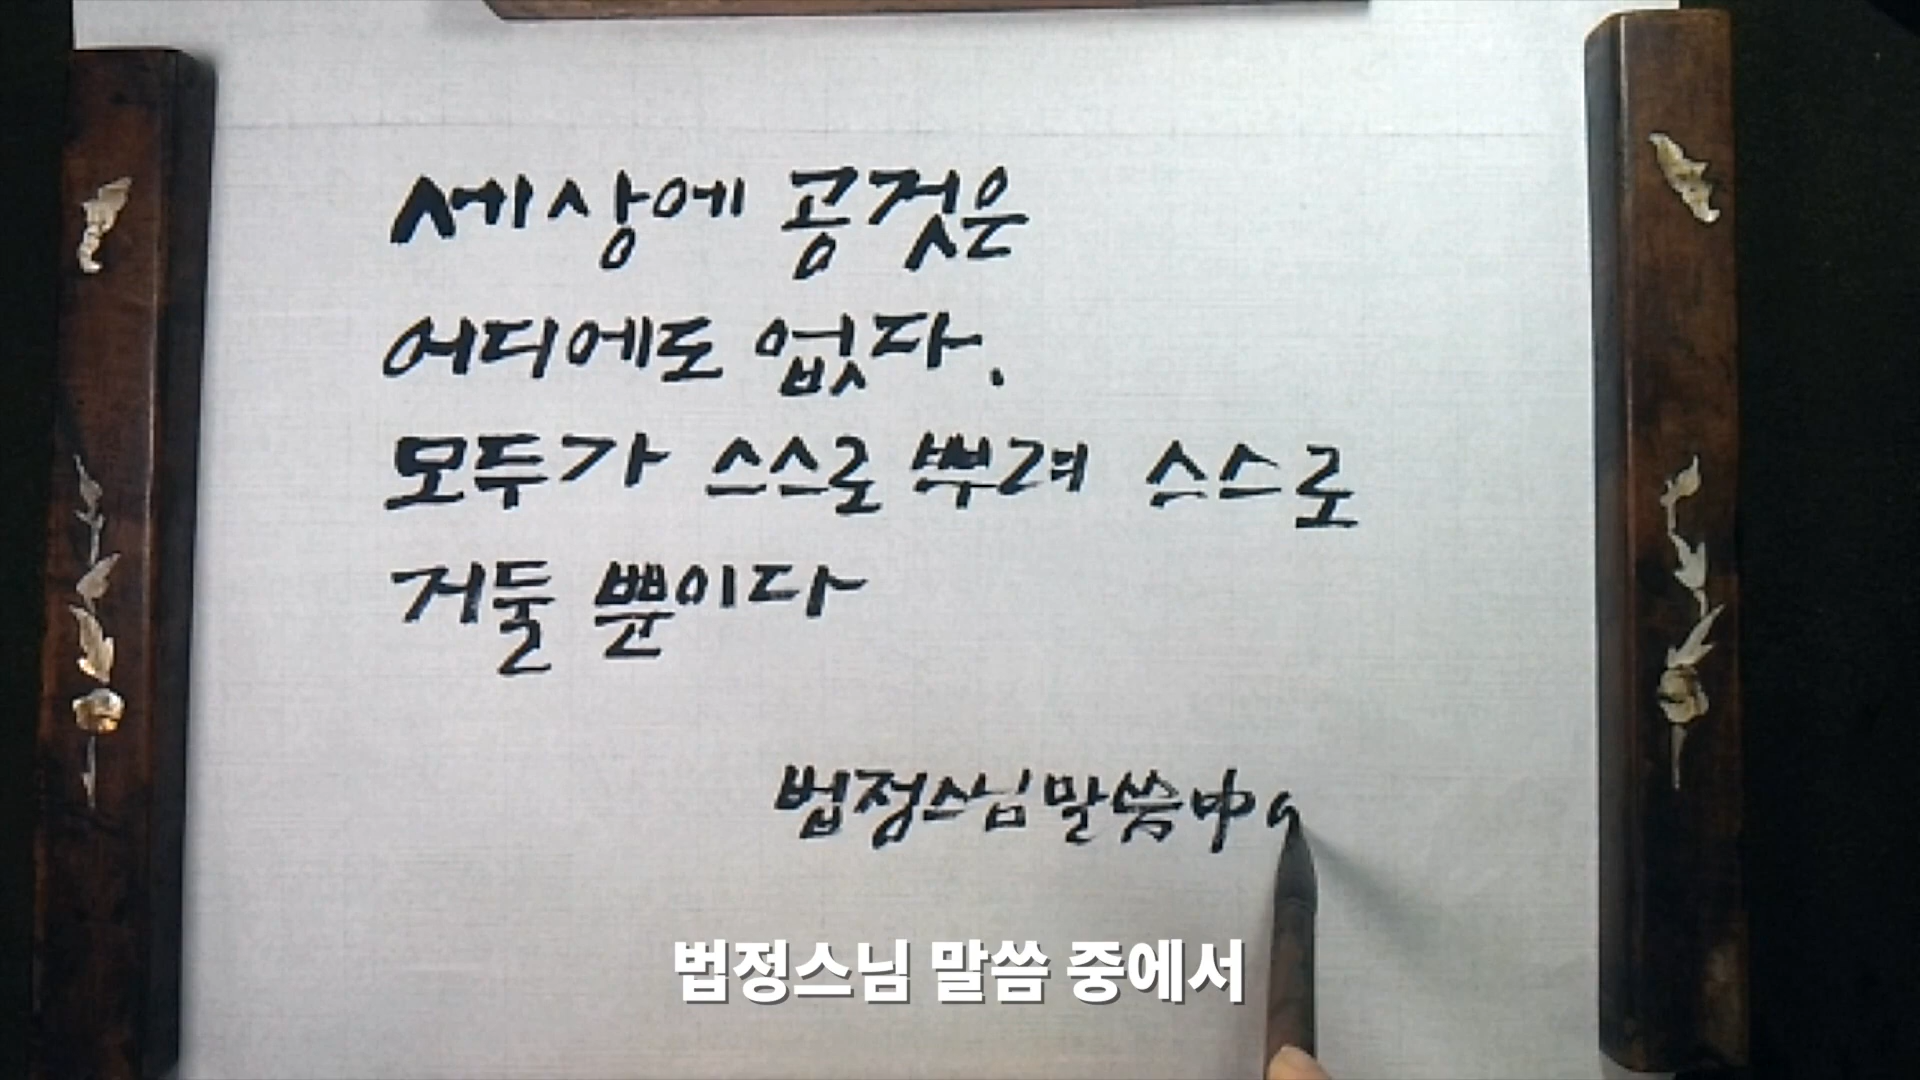 세상에 공것은
어디에도 없다.
모두가 스스로 뿌려 스스로
거둘 뿐이다
법정스님말씀中
법정스님 말씀 중에서